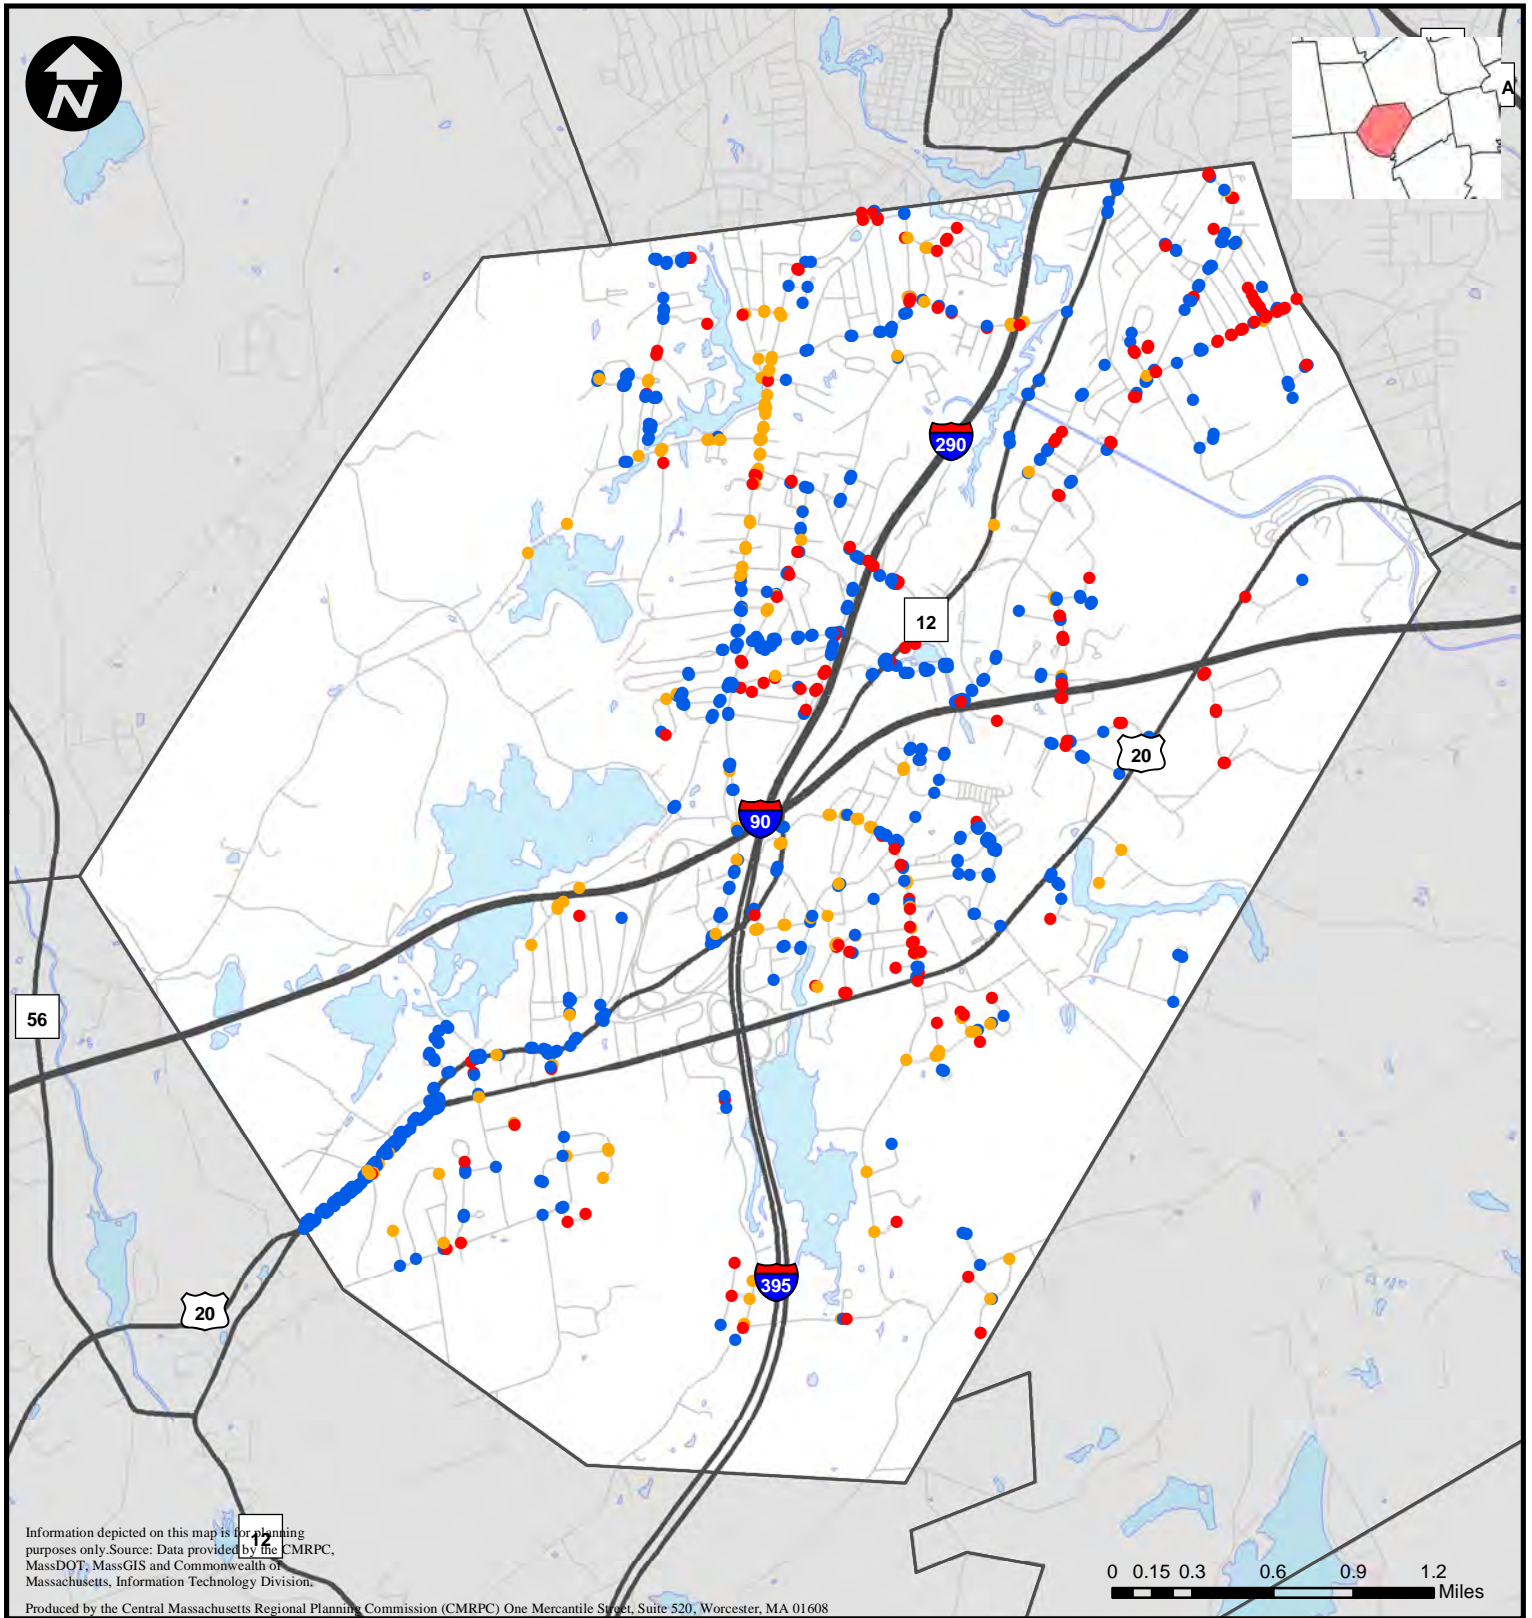 N
A
290
12
20
90
56
395
20
12
Information depicted on this map is for planning
purposes only.Source: Data provided by the CMRPC,
MassDOT, MassGIS and Commonwealth of
Massachusetts, Information Technology Division.
0 0.15 0.3 0.6 0.9 1.2
Miles
Produced by the Central Massachusetts Regional Planning Commission (CMRPC) One Mercantile Street, Suite 520, Worcester, MA 01608